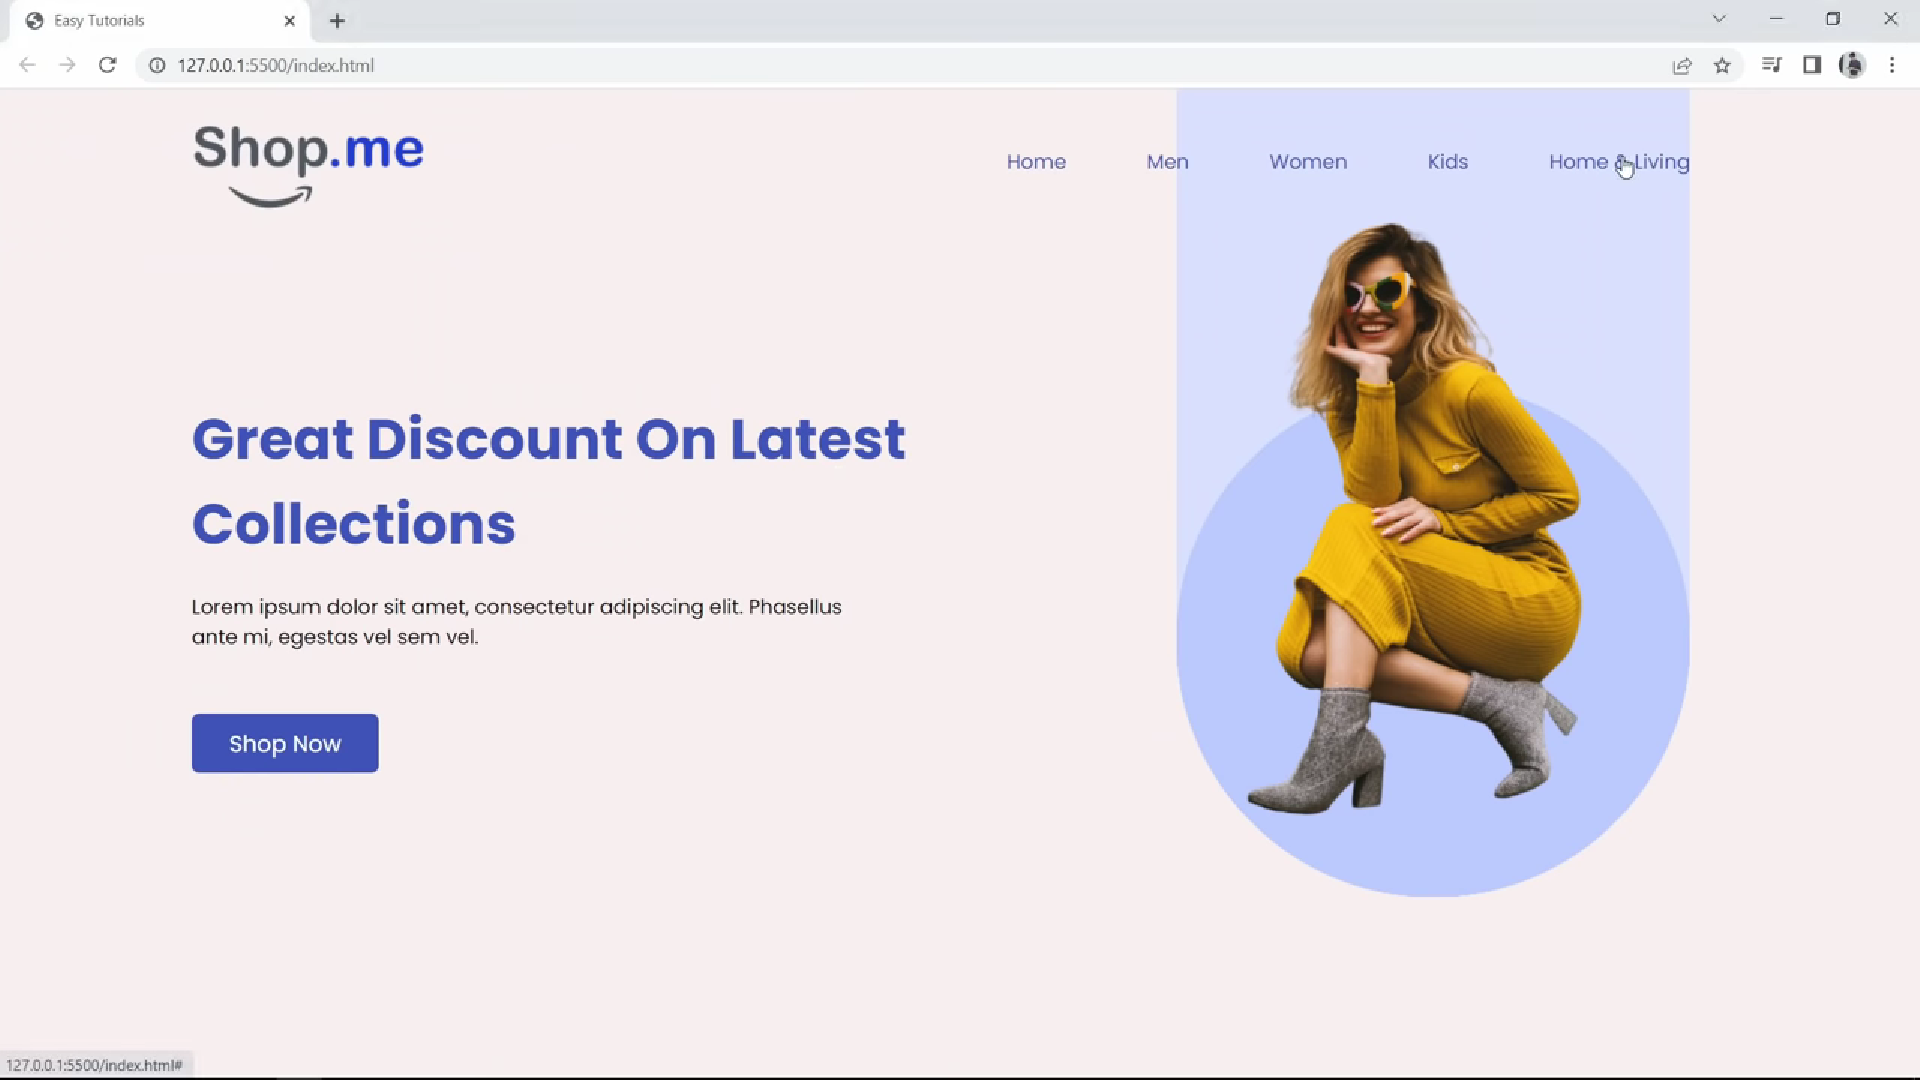 Easy Tutorials
127.0.0.1:5500/index.html
Shop.me
Home
Men
Women
Kids
Home & Living
Great Discount On Latest
Collections
Lorem ipsum dolor sit amet, consectetur adipiscing elit. Phasellus
ante mi, egestas vel sem vel.
Shop Now
127.0.0.1:5500/index.html#